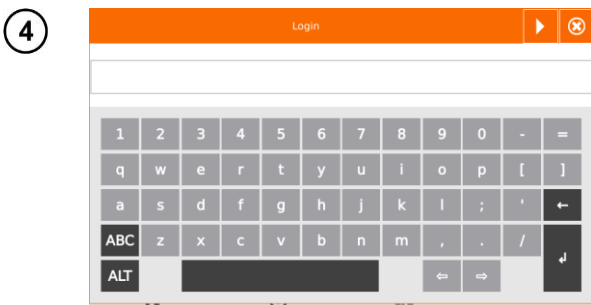 4
Login
1 2 3 4 5 6 7 8 9 0 - =
q w e r t y u i o p [ ]
a s d f g h j k l ; ' ←
ABC z x c v b n m , . / ↲
ALT ⇦ ⇨